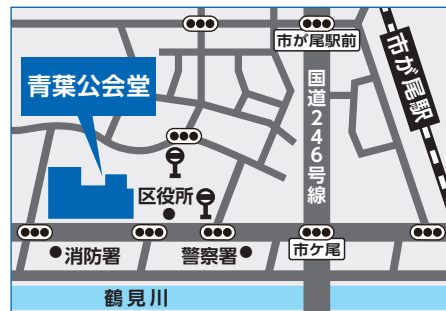 市が尾駅前
市が尾駅
青葉公会堂
国道246号線
区役所
消防署
警察署
市ケ尾
鶴見川